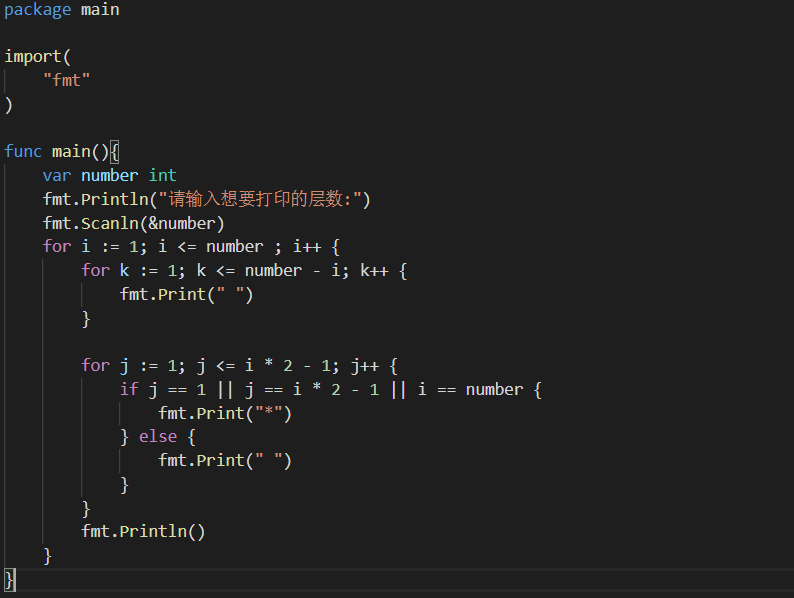 package main
import(
    "fmt"
)
func main(){
    var number int
    fmt.Println("请输入想要打印的层数:")
    fmt.Scanln(&number)
    for i := 1; i <= number ; i++ {
        for k := 1; k <= number - i; k++ {
            fmt.Print(" ")
        }
        for j := 1; j <= i * 2 - 1; j++ {
            if j == 1 || j == i * 2 - 1 || i == number {
                fmt.Print("*")
            } else {
                fmt.Print(" ")
            }
        }
        fmt.Println()
    }
}